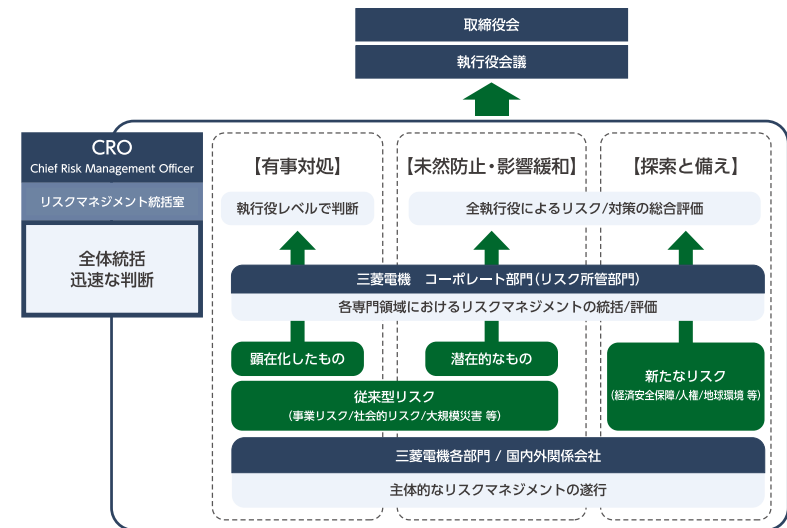 取締役会
執行役会議
CRO
Chief Risk Management Officer
リスクマネジメント統括室
全体統括
迅速な判断
【有事対処】
【未然防止・影響緩和】
【探索と備え】
執行役レベルで判断
全執行役によるリスク/対策の総合評価
三菱電機　コーポレート部門(リスク所管部門)
各専門領域におけるリスクマネジメントの統括/評価
顕在化したもの
潜在的なもの
従来型リスク
(事業リスク/社会的リスク/大規模災害 等)
新たなリスク
(経済安全保障/人権/地球環境 等)
三菱電機各部門 / 国内外関係会社
主体的なリスクマネジメントの遂行